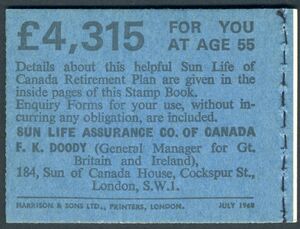 £4,315 FOR YOU
AT AGE 55
Details about this helpful Sun Life of
Canada Retirement Plan are given in the
inside pages of this Stamp Book.
Enquiry Forms for your use, without in-
curring any obligation, are included.
SUN LIFE ASSURANCE CO. OF CANADA
F. K. DOODY (General Manager for Gt.
Britain and Ireland),
184, Sun of Canada House, Cockspur St.,
London, S.W.1.
HARRISON & SONS LTD., PRINTERS, LONDON. JULY 1968